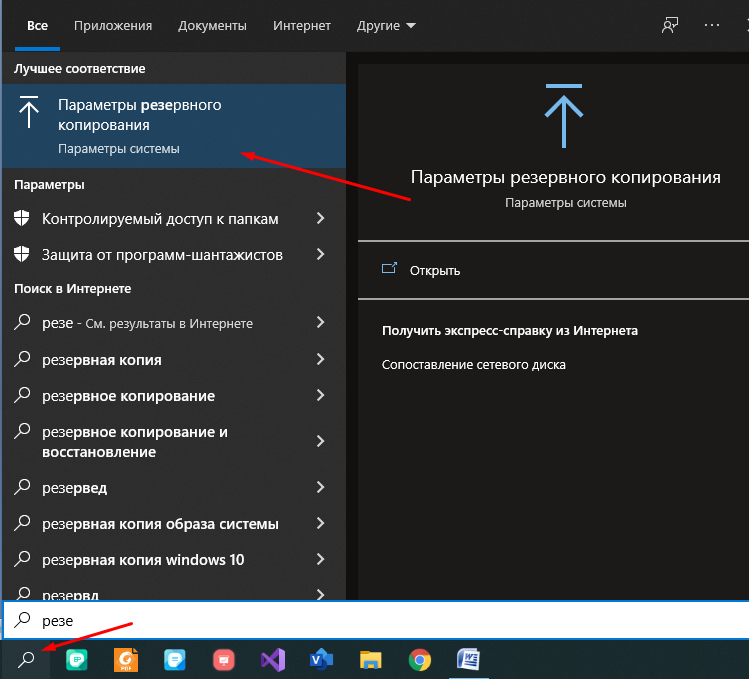 Все Приложения Документы Интернет Другие
Лучшее соответствие
Параметры резервного
копирования
Параметры системы
Параметры
Контролируемый доступ к папкам
Защита от программ-шантажистов
Поиск в Интернете
резе - См. результаты в Интернете
резервная копия
резервное копирование
резервное копирование и
восстановление
резервед
резервная копия образа системы
резервная копия windows 10
резервд
резе
Параметры резервного копирования
Параметры системы
Открыть
Получить экспресс-справку из Интернета
Сопоставление сетевого диска
EP
G
PDF
V
W